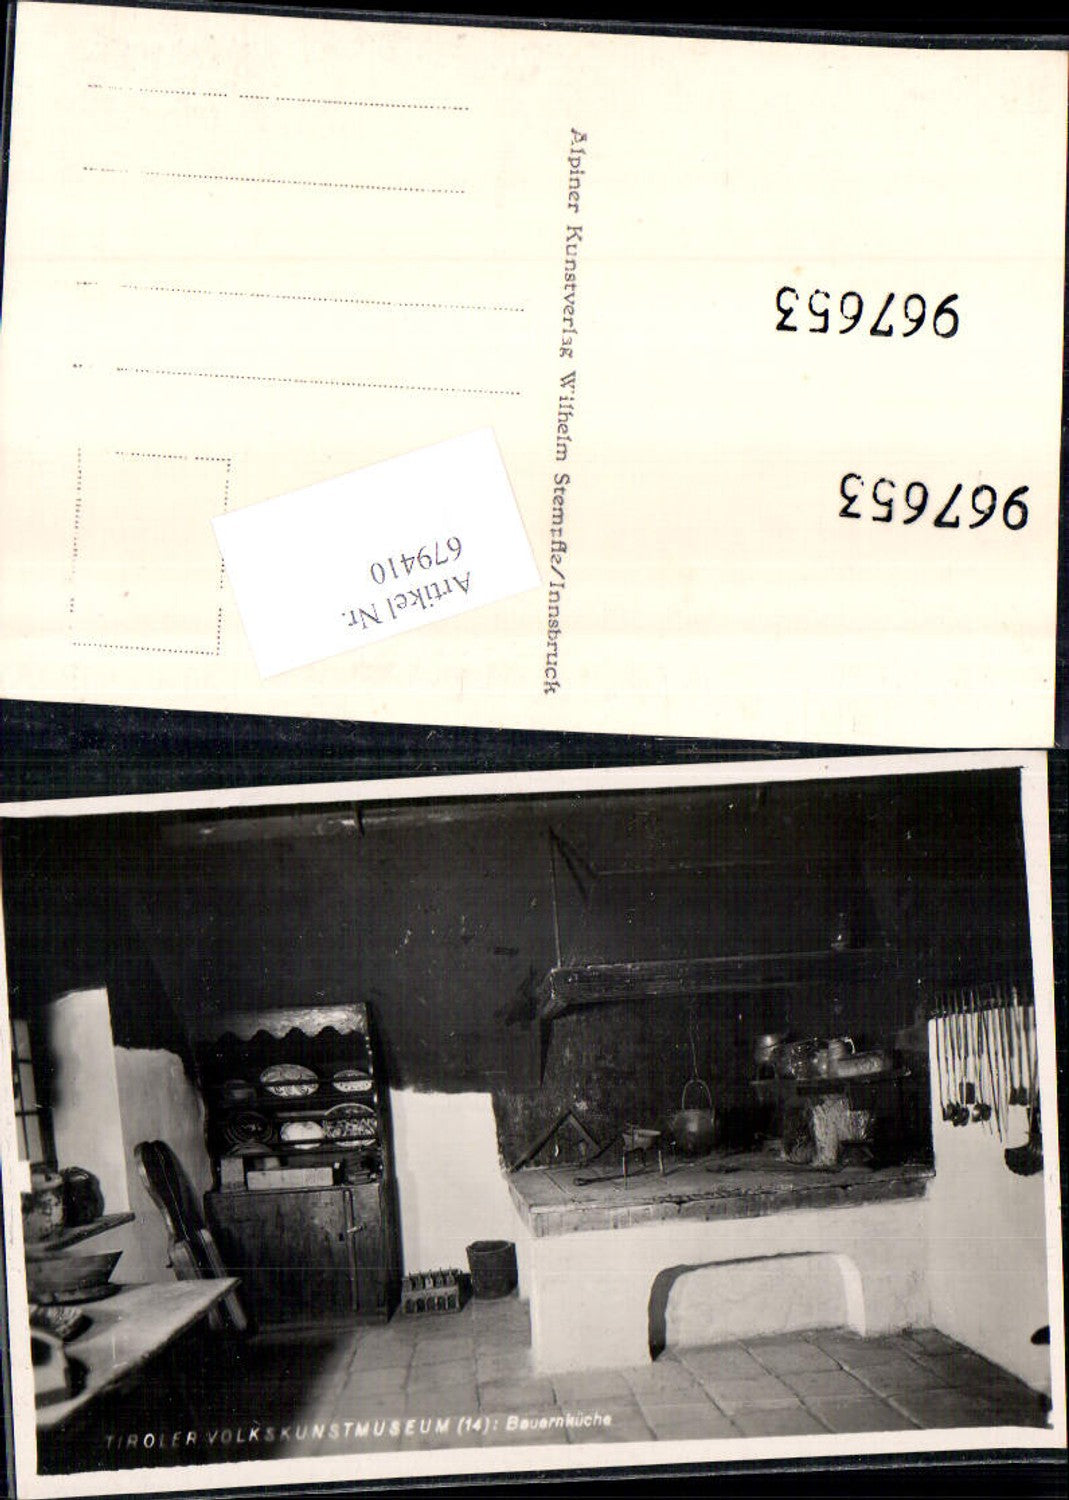 Alpiner Kunstverlag Wilhelm Stempfle/Innsbruck
967653
967653
Artikel Nr.
679410
TIROLER VOLKSKUNSTMUSEUM (14): Bauernküche